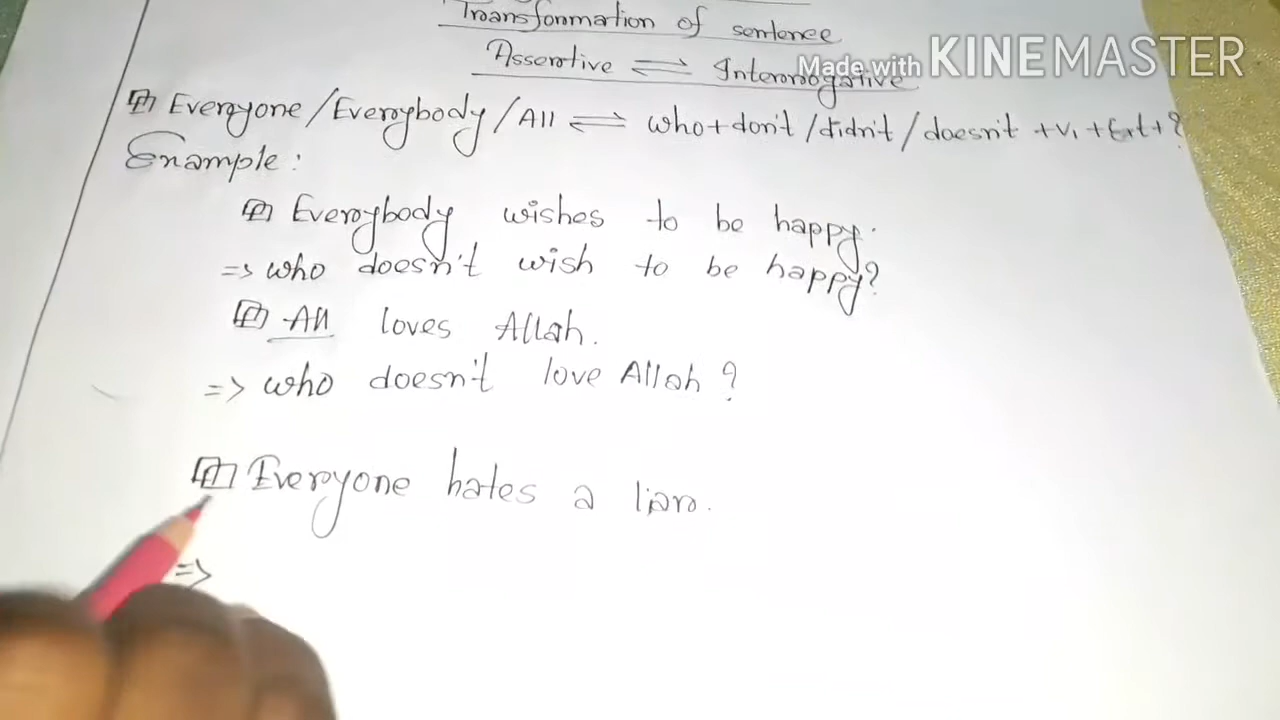 Transformation of sentence
Assertive ⇌ Interrogative
Made with KINEMASTER
Everyone/Everybody/All ⇌ who+don't/didn't/doesn't +V1 +Ext+?
Example:
Everybody wishes to be happy.
=> who doesn't wish to be happy?
All loves Allah.
=> who doesn't love Allah?
Everyone hates a liar.
=>